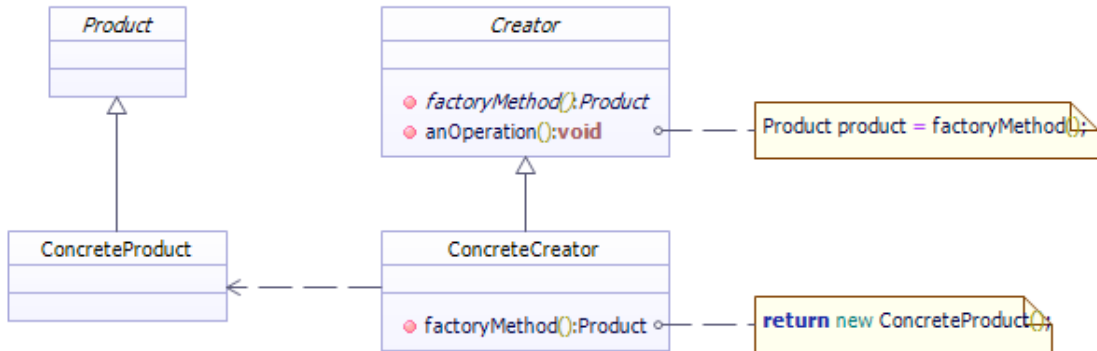 Product
Creator
factoryMethod():Product
anOperation():void
Product product = factoryMethod();
ConcreteProduct
ConcreteCreator
factoryMethod():Product
return new ConcreteProduct();